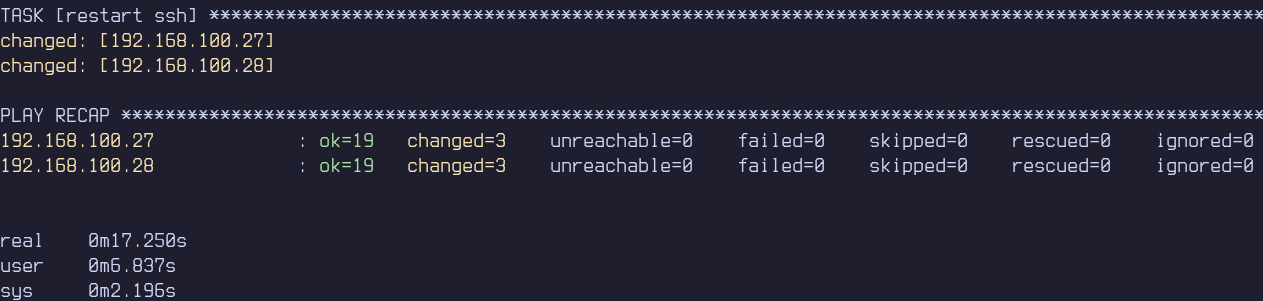 TASK [restart ssh] ************************************************************************************************
changed: [192.168.100.27]
changed: [192.168.100.28]
PLAY RECAP ********************************************************************************************************
192.168.100.27 : ok=19 changed=3 unreachable=0 failed=0 skipped=0 rescued=0 ignored=0
192.168.100.28 : ok=19 changed=3 unreachable=0 failed=0 skipped=0 rescued=0 ignored=0
real 0m17.250s
user 0m6.837s
sys 0m2.196s